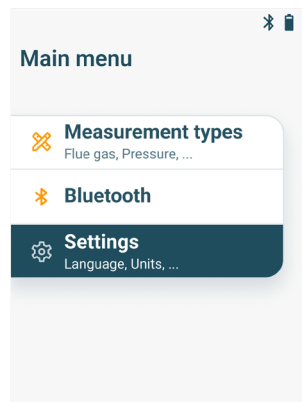 Main menu
Measurement types
Flue gas, Pressure, ...
Bluetooth
Settings
Language, Units, ...